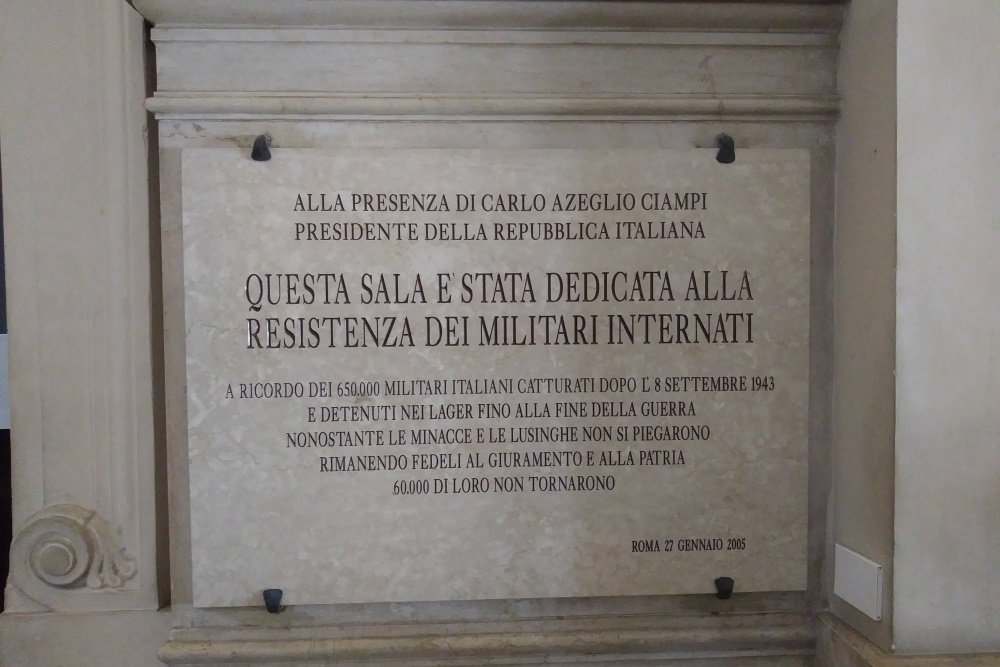 ALLA PRESENZA DI CARLO AZEGLIO CIAMPI
PRESIDENTE DELLA REPUBBLICA ITALIANA
QUESTA SALA E' STATA DEDICATA ALLA
RESISTENZA DEI MILITARI INTERNATI
A RICORDO DEI 650.000 MILITARI ITALIANI CATTURATI DOPO L' 8 SETTEMBRE 1943
E DETENUTI NEI LAGER FINO ALLA FINE DELLA GUERRA
NONOSTANTE LE MINACCE E LE LUSINGHE NON SI PIEGARONO
RIMANENDO FEDELI AL GIURAMENTO E ALLA PATRIA
60.000 DI LORO NON TORNARONO
ROMA 27 GENNAIO 2005